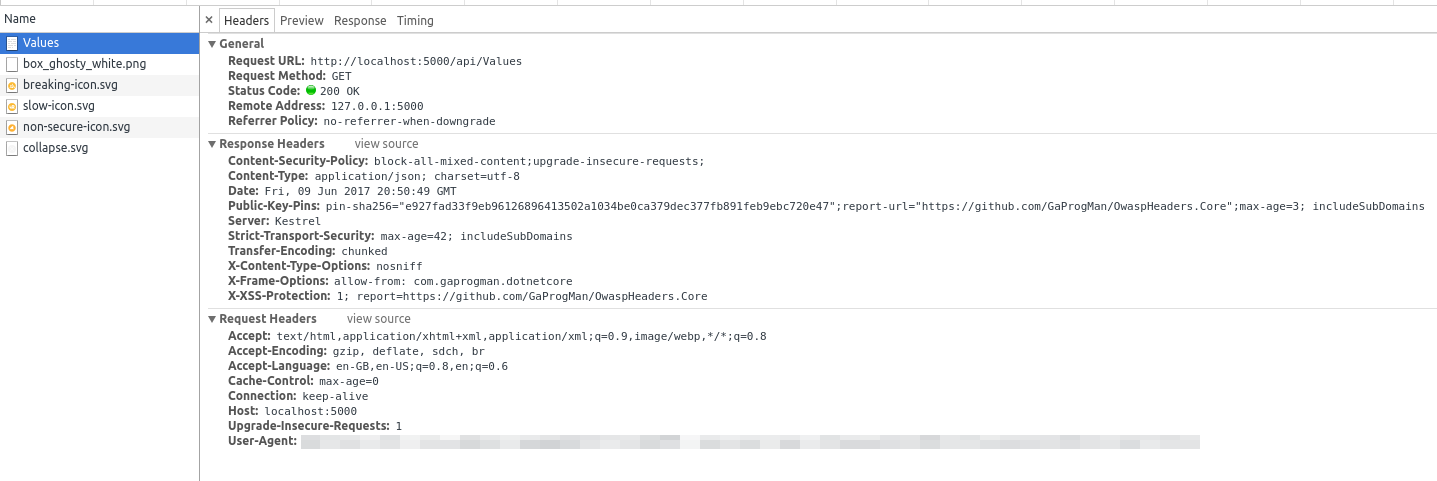 Name
Values
box_ghosty_white.png
breaking-icon.svg
slow-icon.svg
non-secure-icon.svg
collapse.svg
× Headers Preview Response Timing
General
Request URL: http://localhost:5000/api/Values
Request Method: GET
Status Code: 200 OK
Remote Address: 127.0.0.1:5000
Referrer Policy: no-referrer-when-downgrade
Response Headers view source
Content-Security-Policy: block-all-mixed-content;upgrade-insecure-requests;
Content-Type: application/json; charset=utf-8
Date: Fri, 09 Jun 2017 20:50:49 GMT
Public-Key-Pins: pin-sha256="e927fad33f9eb96126896413502a1034be0ca379dec377fb891feb9ebc720e47";report-url="https://github.com/GaProgMan/OwaspHeaders.Core";max-age=3; includeSubDomains
Server: Kestrel
Strict-Transport-Security: max-age=42; includeSubDomains
Transfer-Encoding: chunked
X-Content-Type-Options: nosniff
X-Frame-Options: allow-from: com.gaprogman.dotnetcore
X-XSS-Protection: 1; report=https://github.com/GaProgMan/OwaspHeaders.Core
Request Headers view source
Accept: text/html,application/xhtml+xml,application/xml;q=0.9,image/webp,*/*;q=0.8
Accept-Encoding: gzip, deflate, sdch, br
Accept-Language: en-GB,en-US;q=0.8,en;q=0.6
Cache-Control: max-age=0
Connection: keep-alive
Host: localhost:5000
Upgrade-Insecure-Requests: 1
User-Agent: